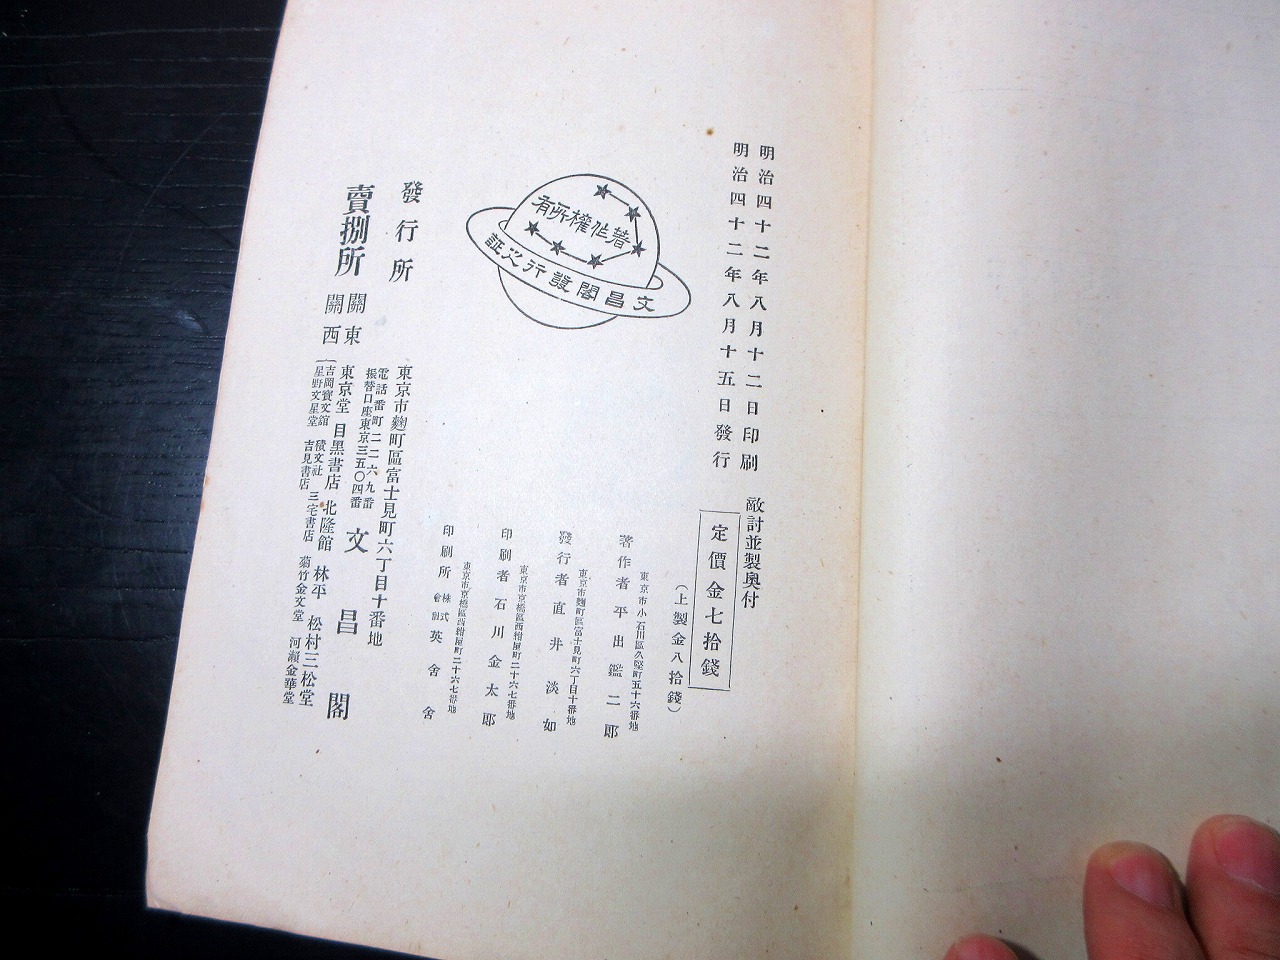 明治四十二年八月十二日印刷
明治四十二年八月十五日發行
敵討並製奧付
定價金七拾錢
(上製金八拾錢)
著作權所有
文昌閣發行之証
東京市小石川區久堅町五十六番地
著作者 平出鑑二郎
東京市麴町區富士見町六丁目十番地
發行者 直井淡如
東京市京橋區西紺屋町二十六七番地
印刷者 石川金太郎
東京市京橋區西紺屋町二十六七番地
印刷所 株式會社 英舍舍
發行所
東京市麴町區富士見町六丁目十番地
電話番町二二六九番
振替口座東京三五〇四番
文昌閣
賣捌所
關東 東京堂 目黑書店 北隆館 林平 松村三松堂
關西 吉岡寶文館 積文社 三宅書店 菊竹金文堂 河瀨金華堂
星野文星堂 吉見書店